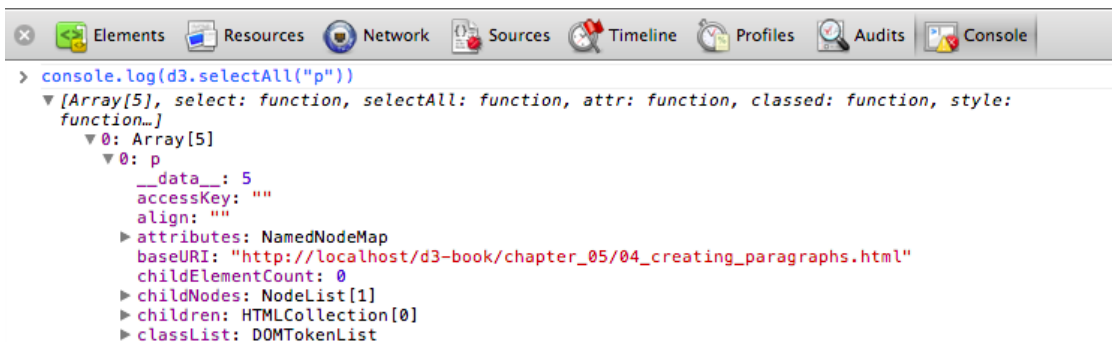 Elements Resources Network Sources Timeline Profiles Audits Console
> console.log(d3.selectAll("p"))
▼ [Array[5], select: function, selectAll: function, attr: function, classed: function, style:
function…]
▼ 0: Array[5]
▼ 0: p
__data__: 5
accessKey: ""
align: ""
▶ attributes: NamedNodeMap
baseURI: "http://localhost/d3-book/chapter_05/04_creating_paragraphs.html"
childElementCount: 0
▶ childNodes: NodeList[1]
▶ children: HTMLCollection[0]
▶ classList: DOMTokenList